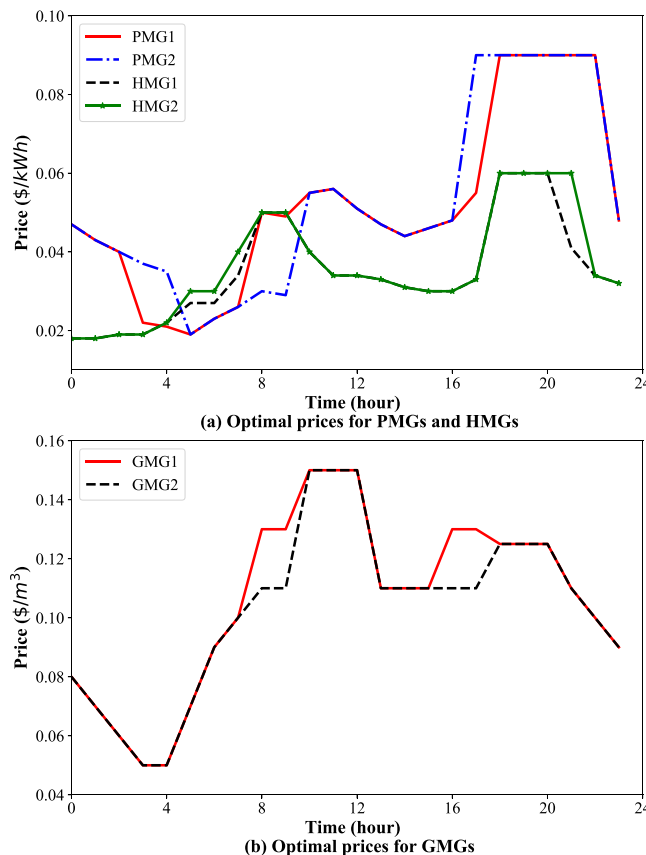 0.10
0.08
0.06
0.04
0.02
Price ($/kWh)
PMG1
PMG2
HMG1
HMG2
0 4 8 12 16 20 24
Time (hour)
(a) Optimal prices for PMGs and HMGs
0.16
0.14
0.12
0.10
0.08
0.06
0.04
Price ($/m³)
GMG1
GMG2
0 4 8 12 16 20 24
Time (hour)
(b) Optimal prices for GMGs